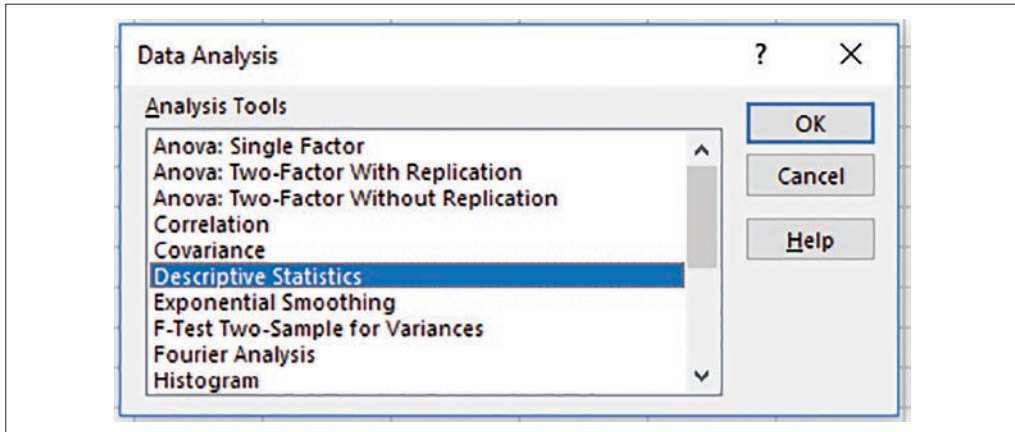 Data Analysis ? X
Analysis Tools
Anova: Single Factor
Anova: Two-Factor With Replication
Anova: Two-Factor Without Replication
Correlation
Covariance
Descriptive Statistics
Exponential Smoothing
F-Test Two-Sample for Variances
Fourier Analysis
Histogram
OK
Cancel
Help